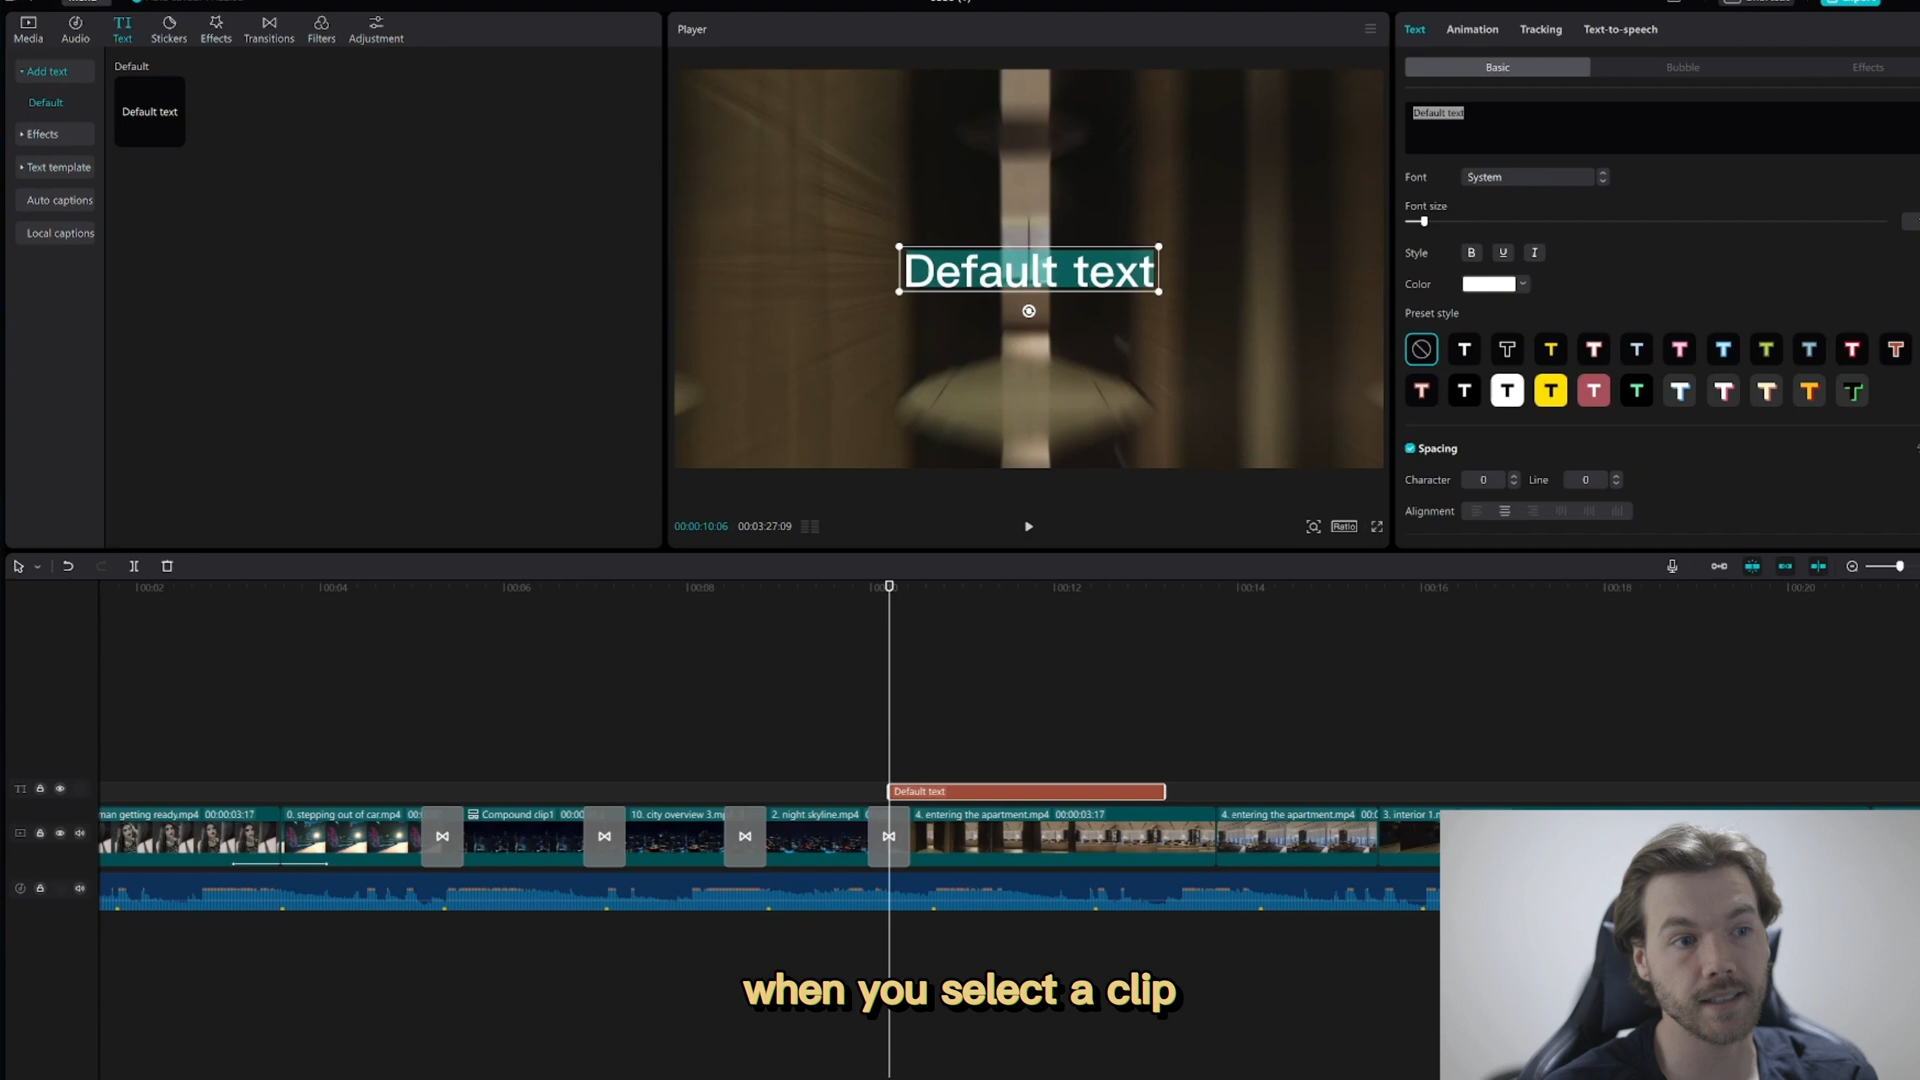 Media Audio Text Stickers Effects Transitions Filters Adjustment
Add text
Default
Effects
Text template
Auto captions
Local captions
Default
Default text
Player
Default text
00:00:10:06 00:03:27:09
Ratio
Text Animation Tracking Text-to-speech
Basic Bubble Effects
Default text
Font System
Font size
Style B U I
Color
Preset style
Spacing
Character 0 Line 0
Alignment
00:02 00:04 00:06 00:08 00:12 00:14 00:16 00:18 00:20
Default text
man getting ready.mp4 00:00:03:17 0. stepping out of car.mp4 Compound clip1 10. city overview 3.mp 2. night skyline.mp4 4. entering the apartment.mp4 00:00:03:17 4. entering the apartment.mp4 3. interior 1.
when you select a clip